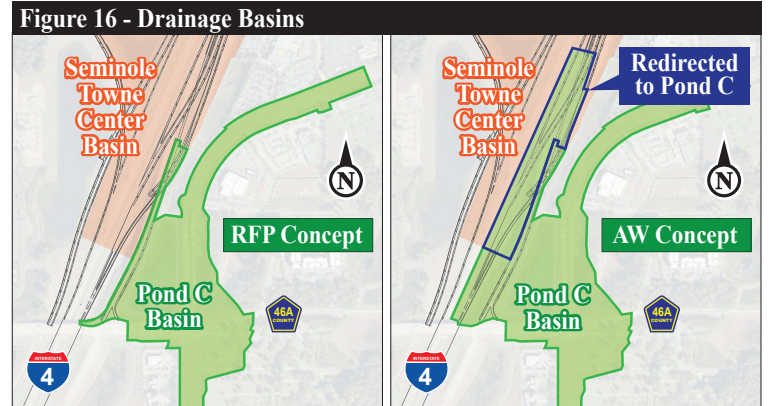 Figure 16 - Drainage Basins
Seminole
Towne
Center
Basin
N
RFP Concept
Pond C
Basin
46A
COUNTY
INTERSTATE
4
Seminole
Towne
Center
Basin
Redirected
to Pond C
N
AW Concept
Pond C
Basin
46A
COUNTY
INTERSTATE
4